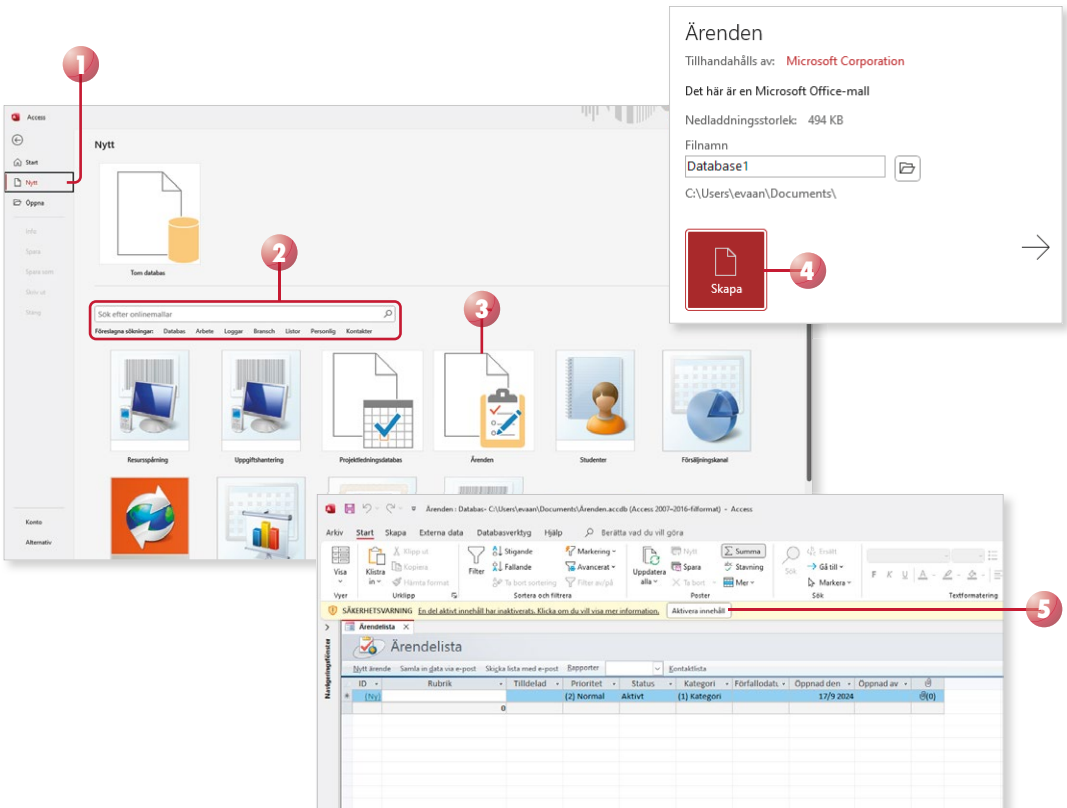 Ärenden
Tillhandahålls av: Microsoft Corporation
Det här är en Microsoft Office-mall
Nedladdningsstorlek: 494 KB
Filnamn
Database1
C:\Users\evaan\Documents\
Skapa
4
1
Access
Start
Nytt
Öppna
Info
Spara
Spara som
Skriv ut
Stäng
Konto
Alternativ
Nytt
Tom databas
2
3
Sök efter onlinemallar
Föreslagna sökningar: Databas Arbete Loggar Bransch Listor Personlig Kontakter
Resursspårning Uppgiftshantering Projektledningsdatabas Ärenden Studenter Försäljningskanal
Ärenden : Databas- C:\Users\evaan\Documents\Ärenden.accdb (Access 2007–2016-filformat) - Access
Arkiv Start Skapa Externa data Databasverktyg Hjälp Berätta vad du vill göra
Visa
Vyer
Klistra in
Klipp ut
Kopiera
Hämta format
Urklipp
Filter
Stigande
Fallande
Ta bort sortering
Markering
Avancerat
Filter av/på
Sortera och filtrera
Uppdatera alla
Nytt
Spara
Ta bort
Summa
Stavning
Mer
Poster
Sök
Ersätt
Gå till
Markera
Sök
F K U A
Textformatering
SÄKERHETSVARNING En del aktivt innehåll har inaktiverats. Klicka om du vill visa mer information. Aktivera innehåll
5
Navigeringsfönster
Ärendelista
Ärendelista
Nytt ärende Samla in data via e-post Skicka lista med e-post Rapporter Kontaktlista
ID Rubrik Tilldelad Prioritet Status Kategori Förfallodatu Öppnad den Öppnad av
(Ny) (2) Normal Aktivt (1) Kategori 17/9 2024 (0)
0